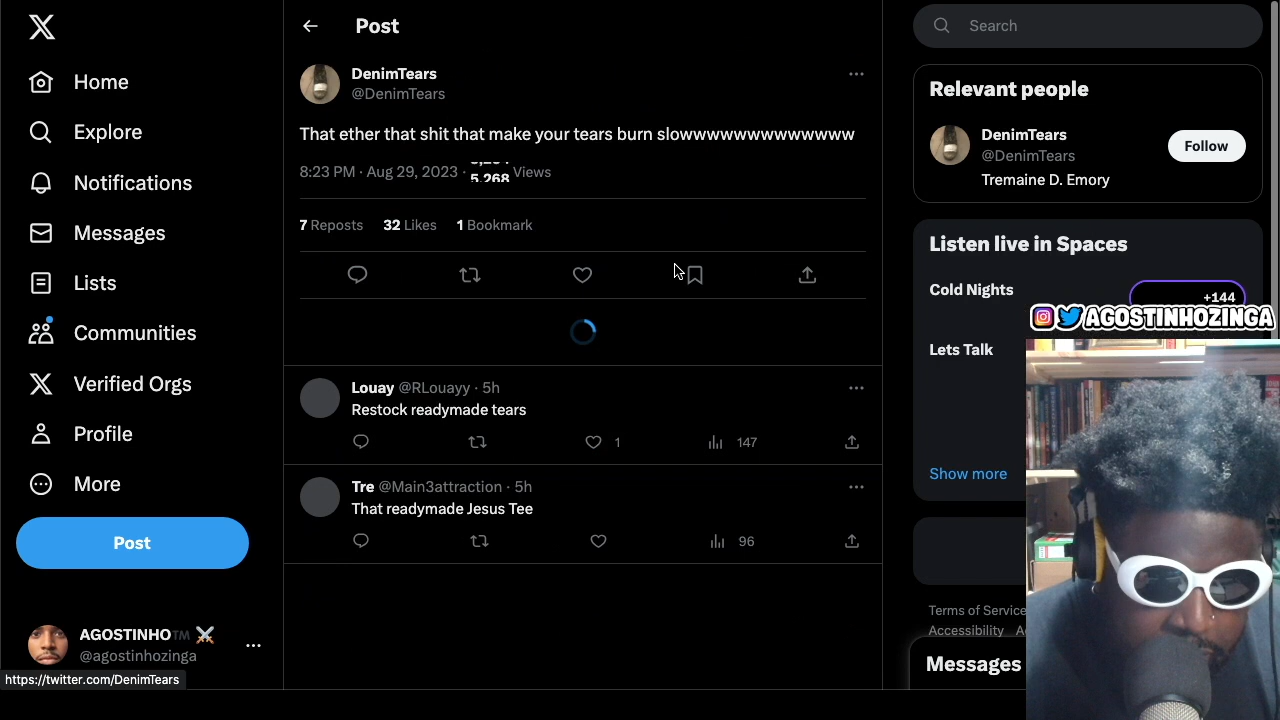 Home
Explore
Notifications
Messages
Lists
Communities
Verified Orgs
Profile
More
Post
AGOSTINHO™ ⚔️
@agostinhozinga
https://twitter.com/DenimTears
Post
DenimTears
@DenimTears
That ether that shit that make your tears burn slowwwwwwwwwwwww
8:23 PM · Aug 29, 2023 · 5,268 Views
7 Reposts 32 Likes 1 Bookmark
Louay @RLouayy · 5h
Restock readymade tears
1 147
Tre @Main3attraction · 5h
That readymade Jesus Tee
96
Search
Relevant people
DenimTears
@DenimTears
Follow
Tremaine D. Emory
Listen live in Spaces
Cold Nights
+144
AGOSTINHOZINGA
Lets Talk
Show more
Terms of Service
Accessibility
Messages